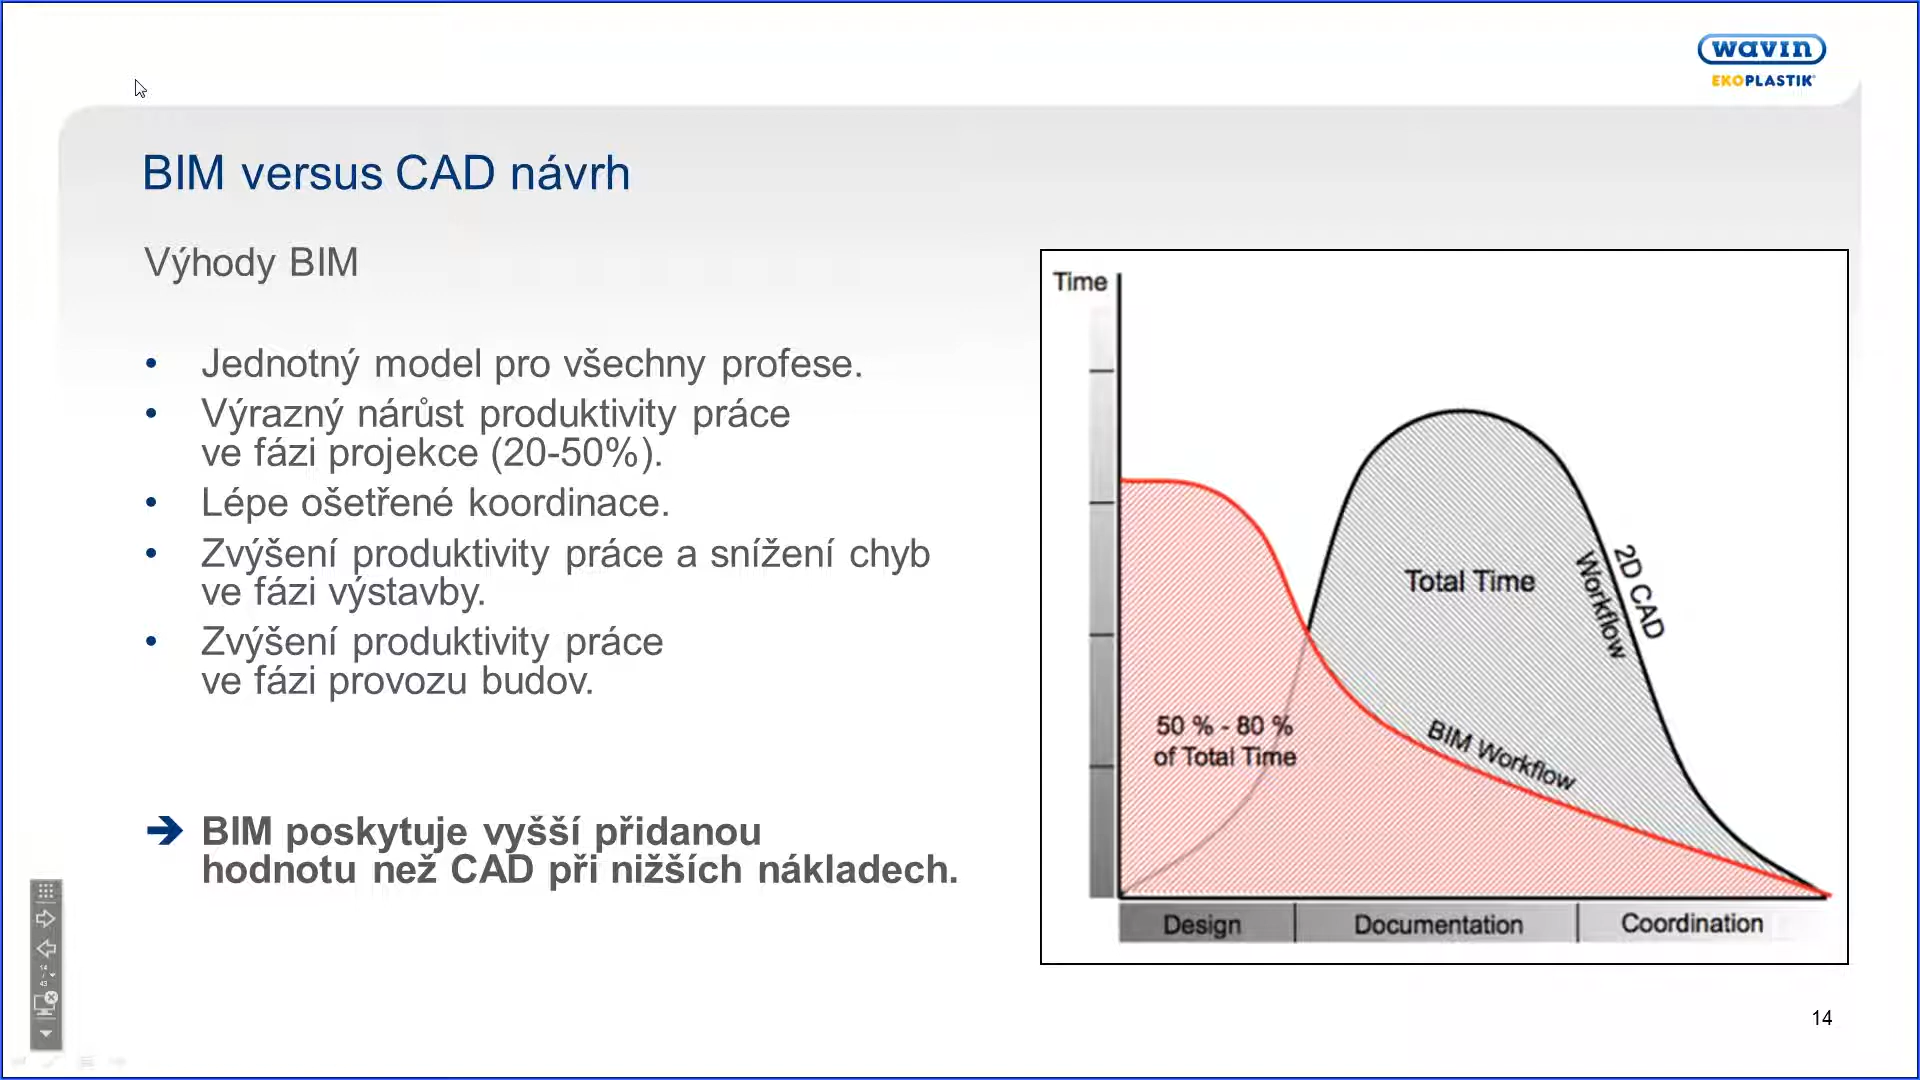 wavin
EKOPLASTIK
BIM versus CAD návrh
Výhody BIM
• Jednotný model pro všechny profese.
• Výrazný nárůst produktivity práce
ve fázi projekce (20-50%).
• Lépe ošetřené koordinace.
• Zvýšení produktivity práce a snížení chyb
ve fázi výstavby.
• Zvýšení produktivity práce
ve fázi provozu budov.
➔ BIM poskytuje vyšší přidanou
hodnotu než CAD při nižších nákladech.
Time
Total Time
2D CAD
Workflow
50 % - 80 %
of Total Time
BIM Workflow
Design
Documentation
Coordination
14